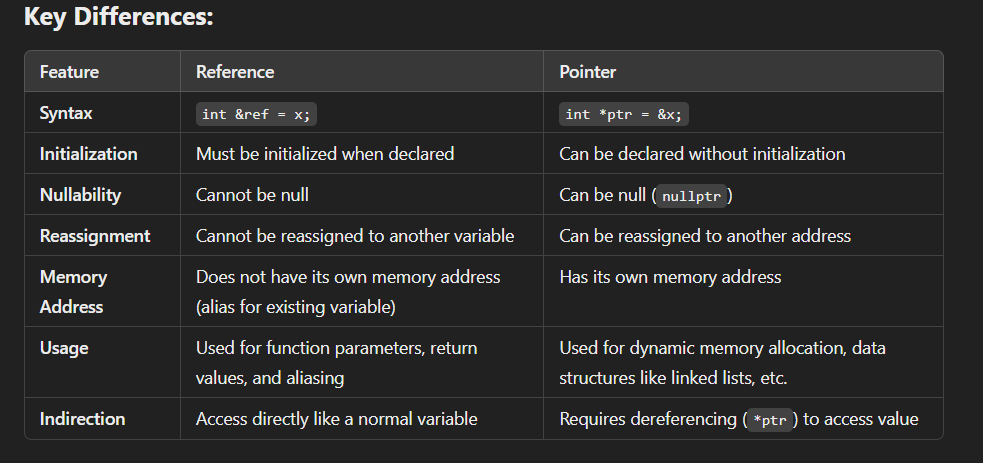 Key Differences:
Feature Reference Pointer
Syntax int &ref = x; int *ptr = &x;
Initialization Must be initialized when declared Can be declared without initialization
Nullability Cannot be null Can be null (nullptr)
Reassignment Cannot be reassigned to another variable Can be reassigned to another address
Memory Does not have its own memory address Has its own memory address
Address (alias for existing variable)
Usage Used for function parameters, return Used for dynamic memory allocation, data
values, and aliasing structures like linked lists, etc.
Indirection Access directly like a normal variable Requires dereferencing (*ptr) to access value